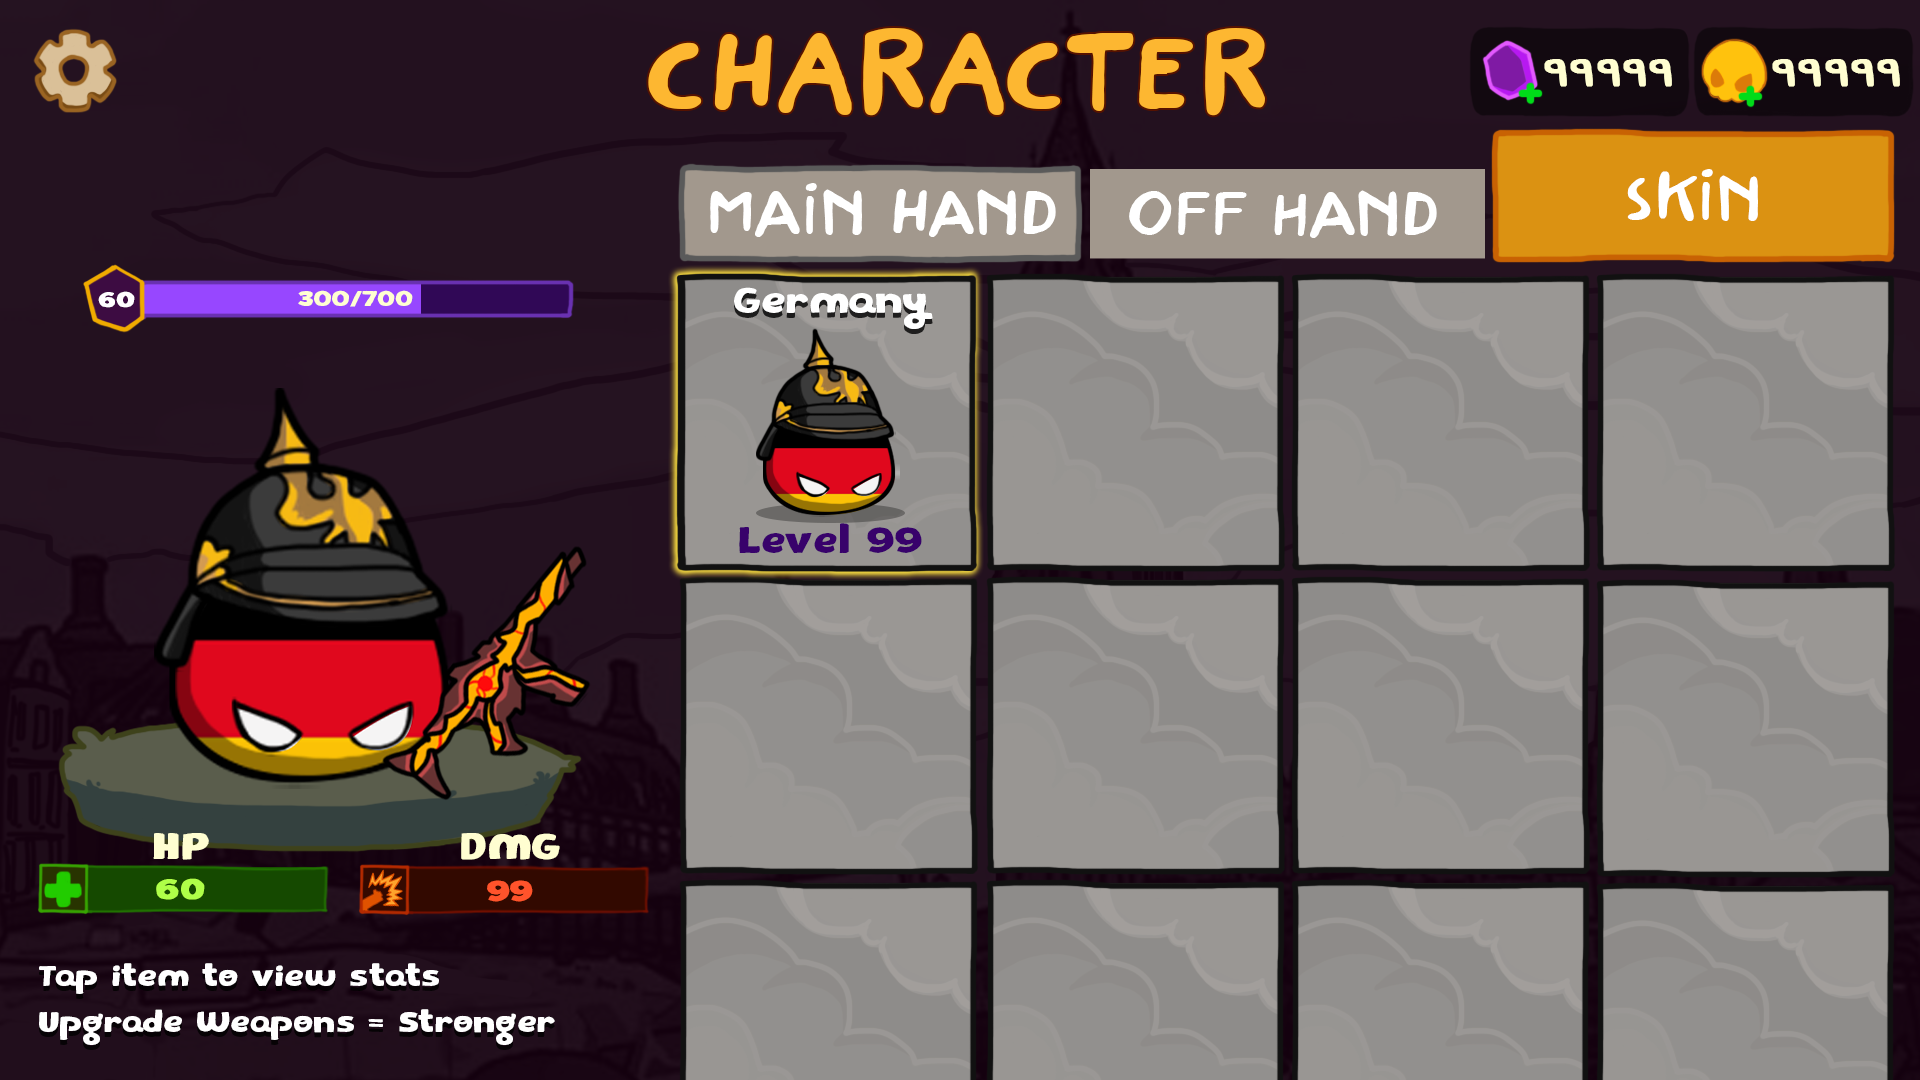 CHARACTER
99999
99999
MAIN HAND
OFF HAND
SKIN
60
300/700
Germany
Level 99
HP
60
DMG
99
Tap item to view stats
Upgrade Weapons = Stronger